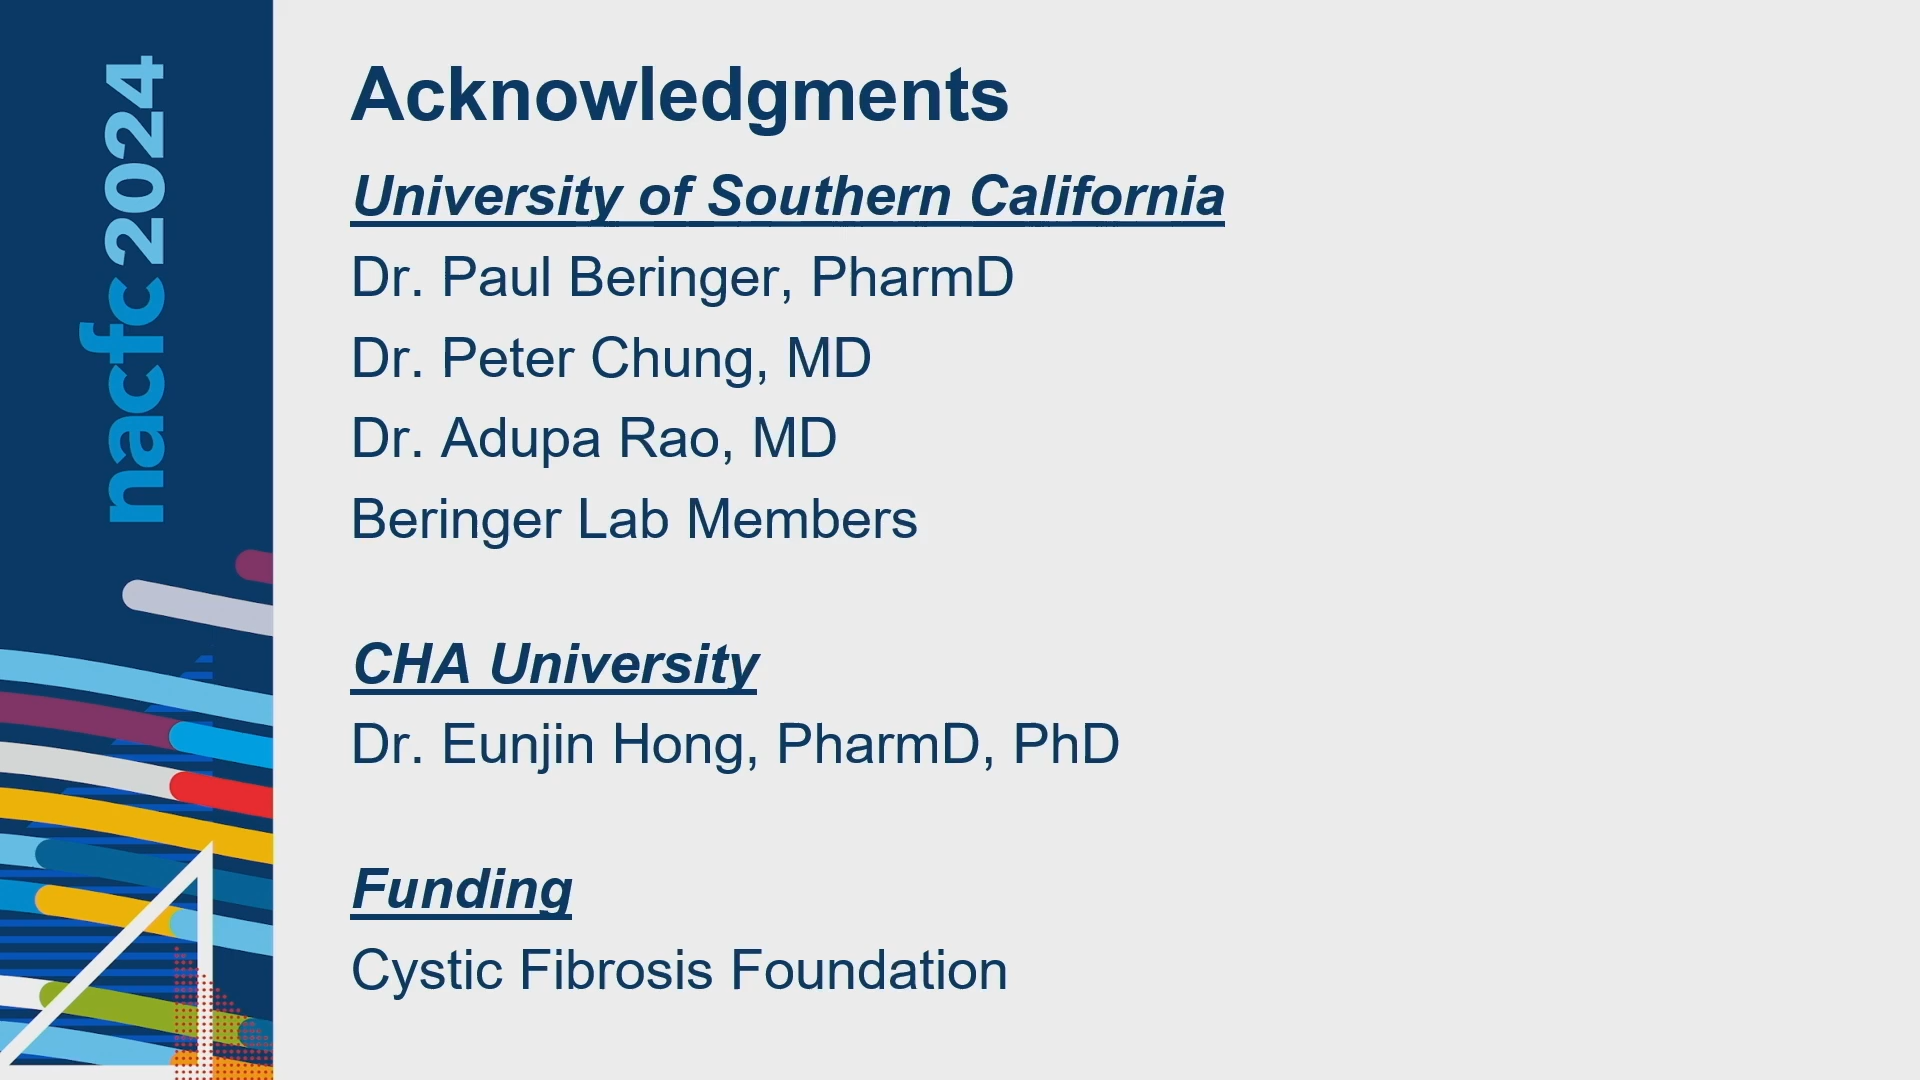 nacfc2024
Acknowledgments
University of Southern California
Dr. Paul Beringer, PharmD
Dr. Peter Chung, MD
Dr. Adupa Rao, MD
Beringer Lab Members
CHA University
Dr. Eunjin Hong, PharmD, PhD
Funding
Cystic Fibrosis Foundation